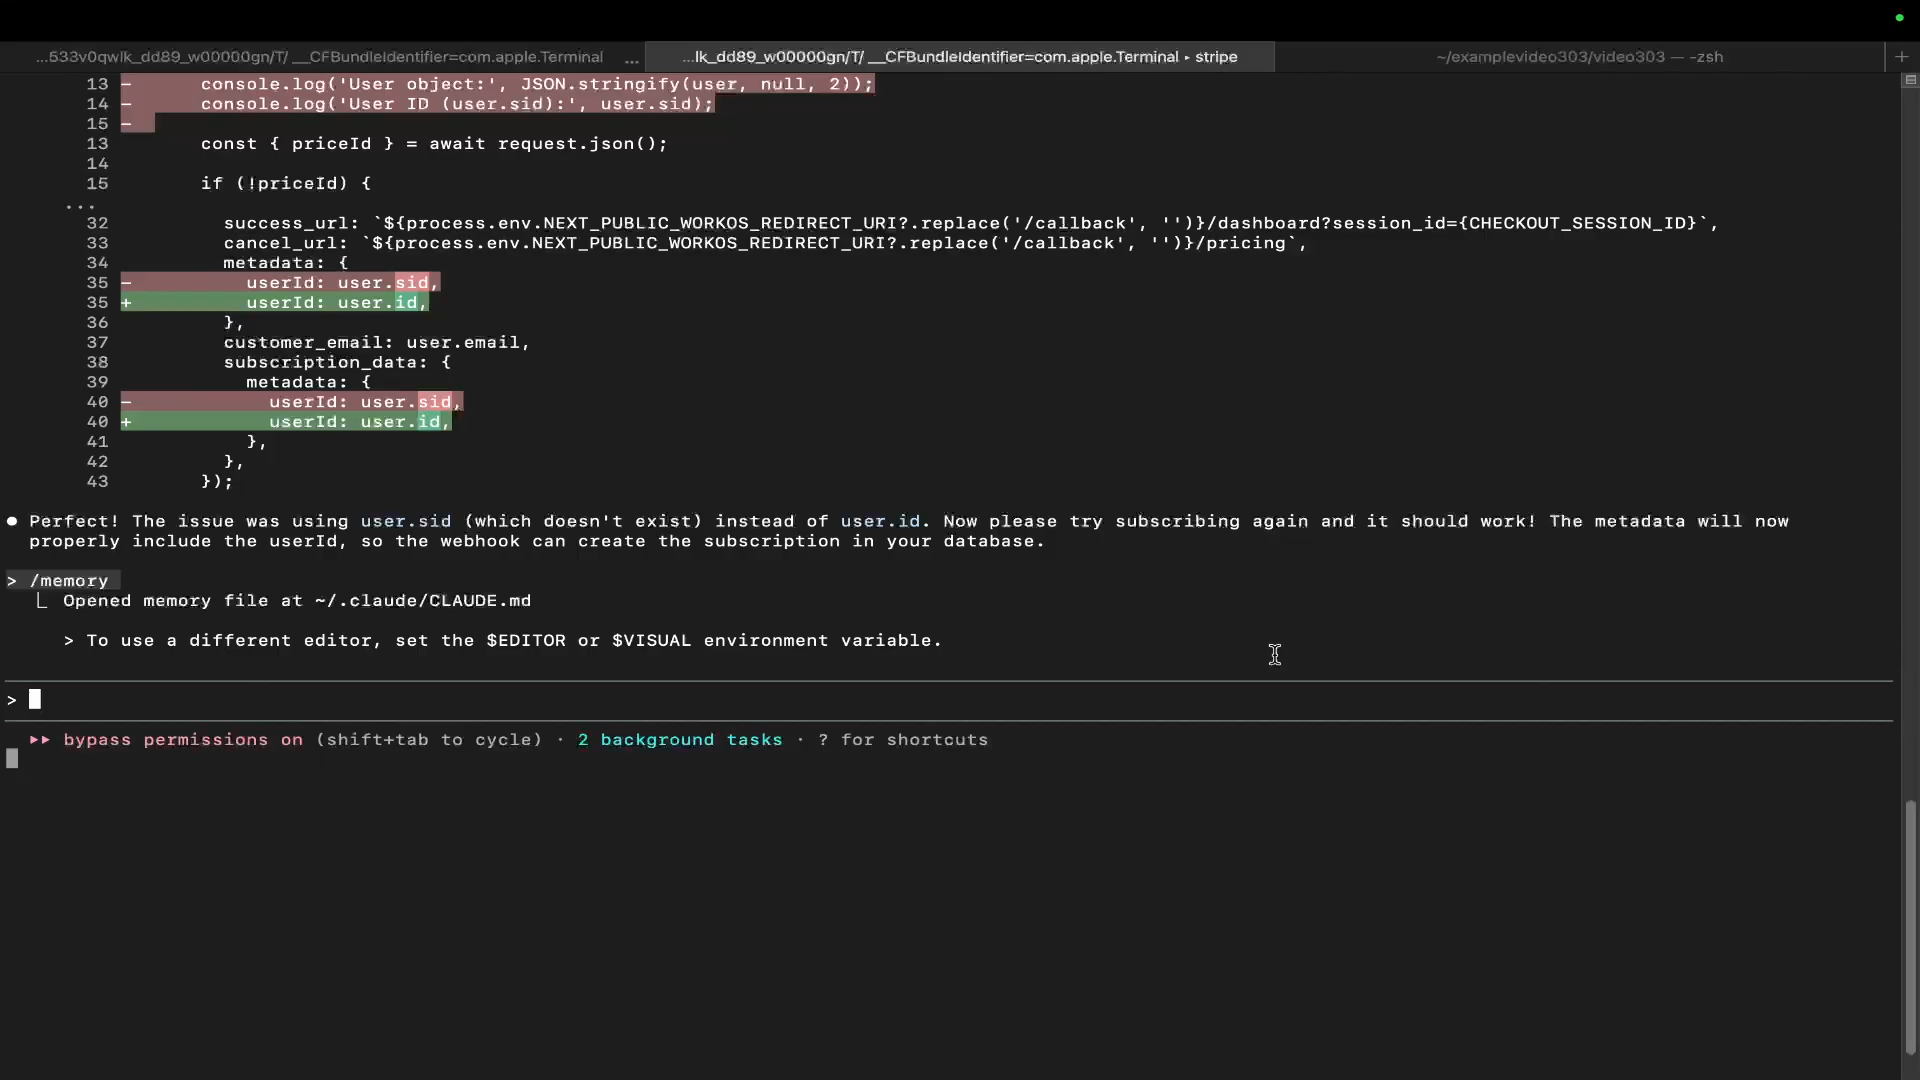 ...533v0qwlk_dd89_w00000gn/T/ __CFBundleIdentifier=com.apple.Terminal ...
...lk_dd89_w00000gn/T/ __CFBundleIdentifier=com.apple.Terminal ▸ stripe
~/examplevideo303/video303 — -zsh +
13 - console.log('User object:', JSON.stringify(user, null, 2));
14 - console.log('User ID (user.sid):', user.sid);
15 -
13 const { priceId } = await request.json();
14
15 if (!priceId) {
...
32 success_url: `${process.env.NEXT_PUBLIC_WORKOS_REDIRECT_URI?.replace('/callback', '')}/dashboard?session_id={CHECKOUT_SESSION_ID}`,
33 cancel_url: `${process.env.NEXT_PUBLIC_WORKOS_REDIRECT_URI?.replace('/callback', '')}/pricing`,
34 metadata: {
35 - userId: user.sid,
35 + userId: user.id,
36 },
37 customer_email: user.email,
38 subscription_data: {
39 metadata: {
40 - userId: user.sid,
40 + userId: user.id,
41 },
42 },
43 });
● Perfect! The issue was using user.sid (which doesn't exist) instead of user.id. Now please try subscribing again and it should work! The metadata will now
properly include the userId, so the webhook can create the subscription in your database.
> /memory
⎿ Opened memory file at ~/.claude/CLAUDE.md
> To use a different editor, set the $EDITOR or $VISUAL environment variable.
>
▸▸ bypass permissions on (shift+tab to cycle) · 2 background tasks · ? for shortcuts